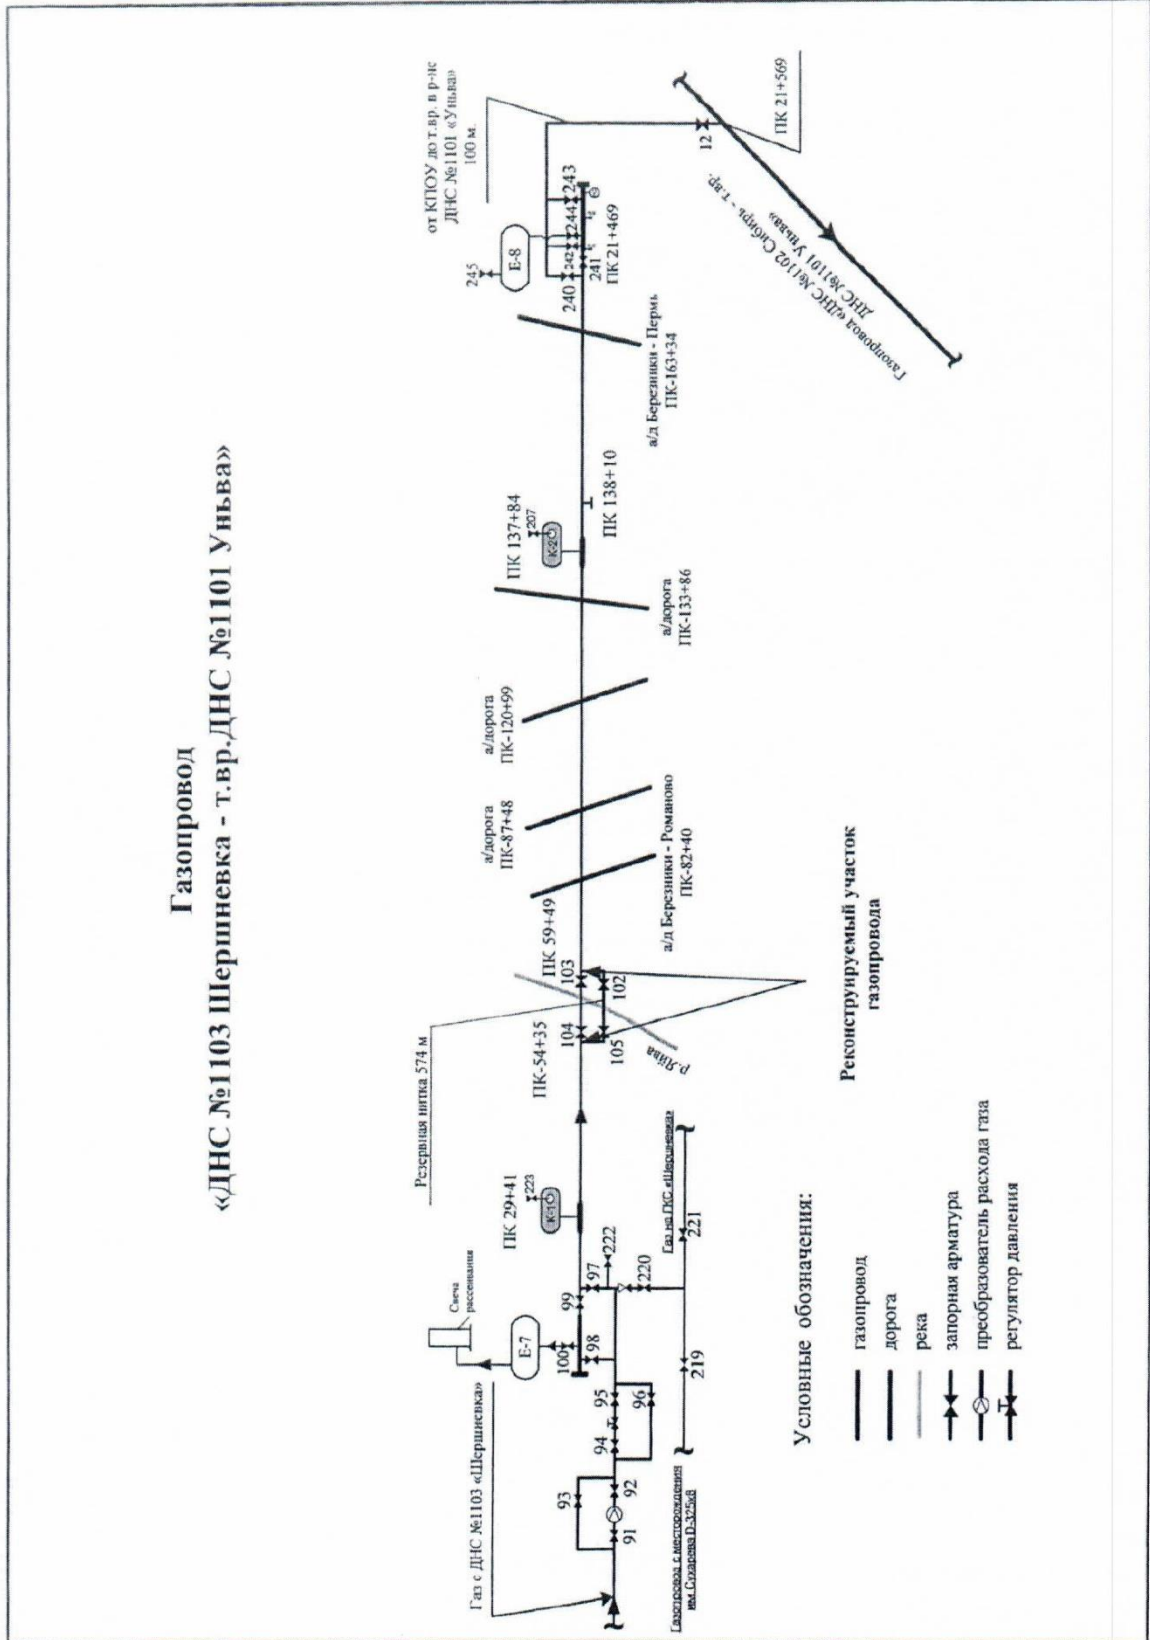 Газопровод
«ДНС №1103 Шершневка - т.вр.ДНС №1101 Уньва»
Газ с ДНС №1103 «Шершневка»
Свеча
рассеивания
Е-7
100
98
99
97
222
220
91
92
93
94
95
96
219
221
Газопровод с месторождения
им Сухарева D-325х8
Газ на ГКС «Шершневка»
ПК 29+41
223
К-1
Резервная нитка 574 м
ПК-54+35
104
105
р.Яйва
103
102
ПК 59+49
а/д Березники - Романово
ПК-82+40
а/дорога
ПК-87+48
а/дорога
ПК-120+99
а/дорога
ПК-133+86
ПК 137+84
207
К-2
ПК 138+10
а/д Березники - Пермь
ПК-163+34
245
Е-8
240
242
241
244
243
ПК 21+469
от КПОУ до т.вр. в р-не
ДНС №1101 «Уньва»
100 м.
12
ПК 21+569
Газопровод «ДНС №1102 Сибирь - т.вр.
ДНС №1101 Уньва»
Реконструируемый участок
газопровода
Условные обозначения:
газопровод
дорога
река
запорная арматура
преобразователь расхода газа
регулятор давления